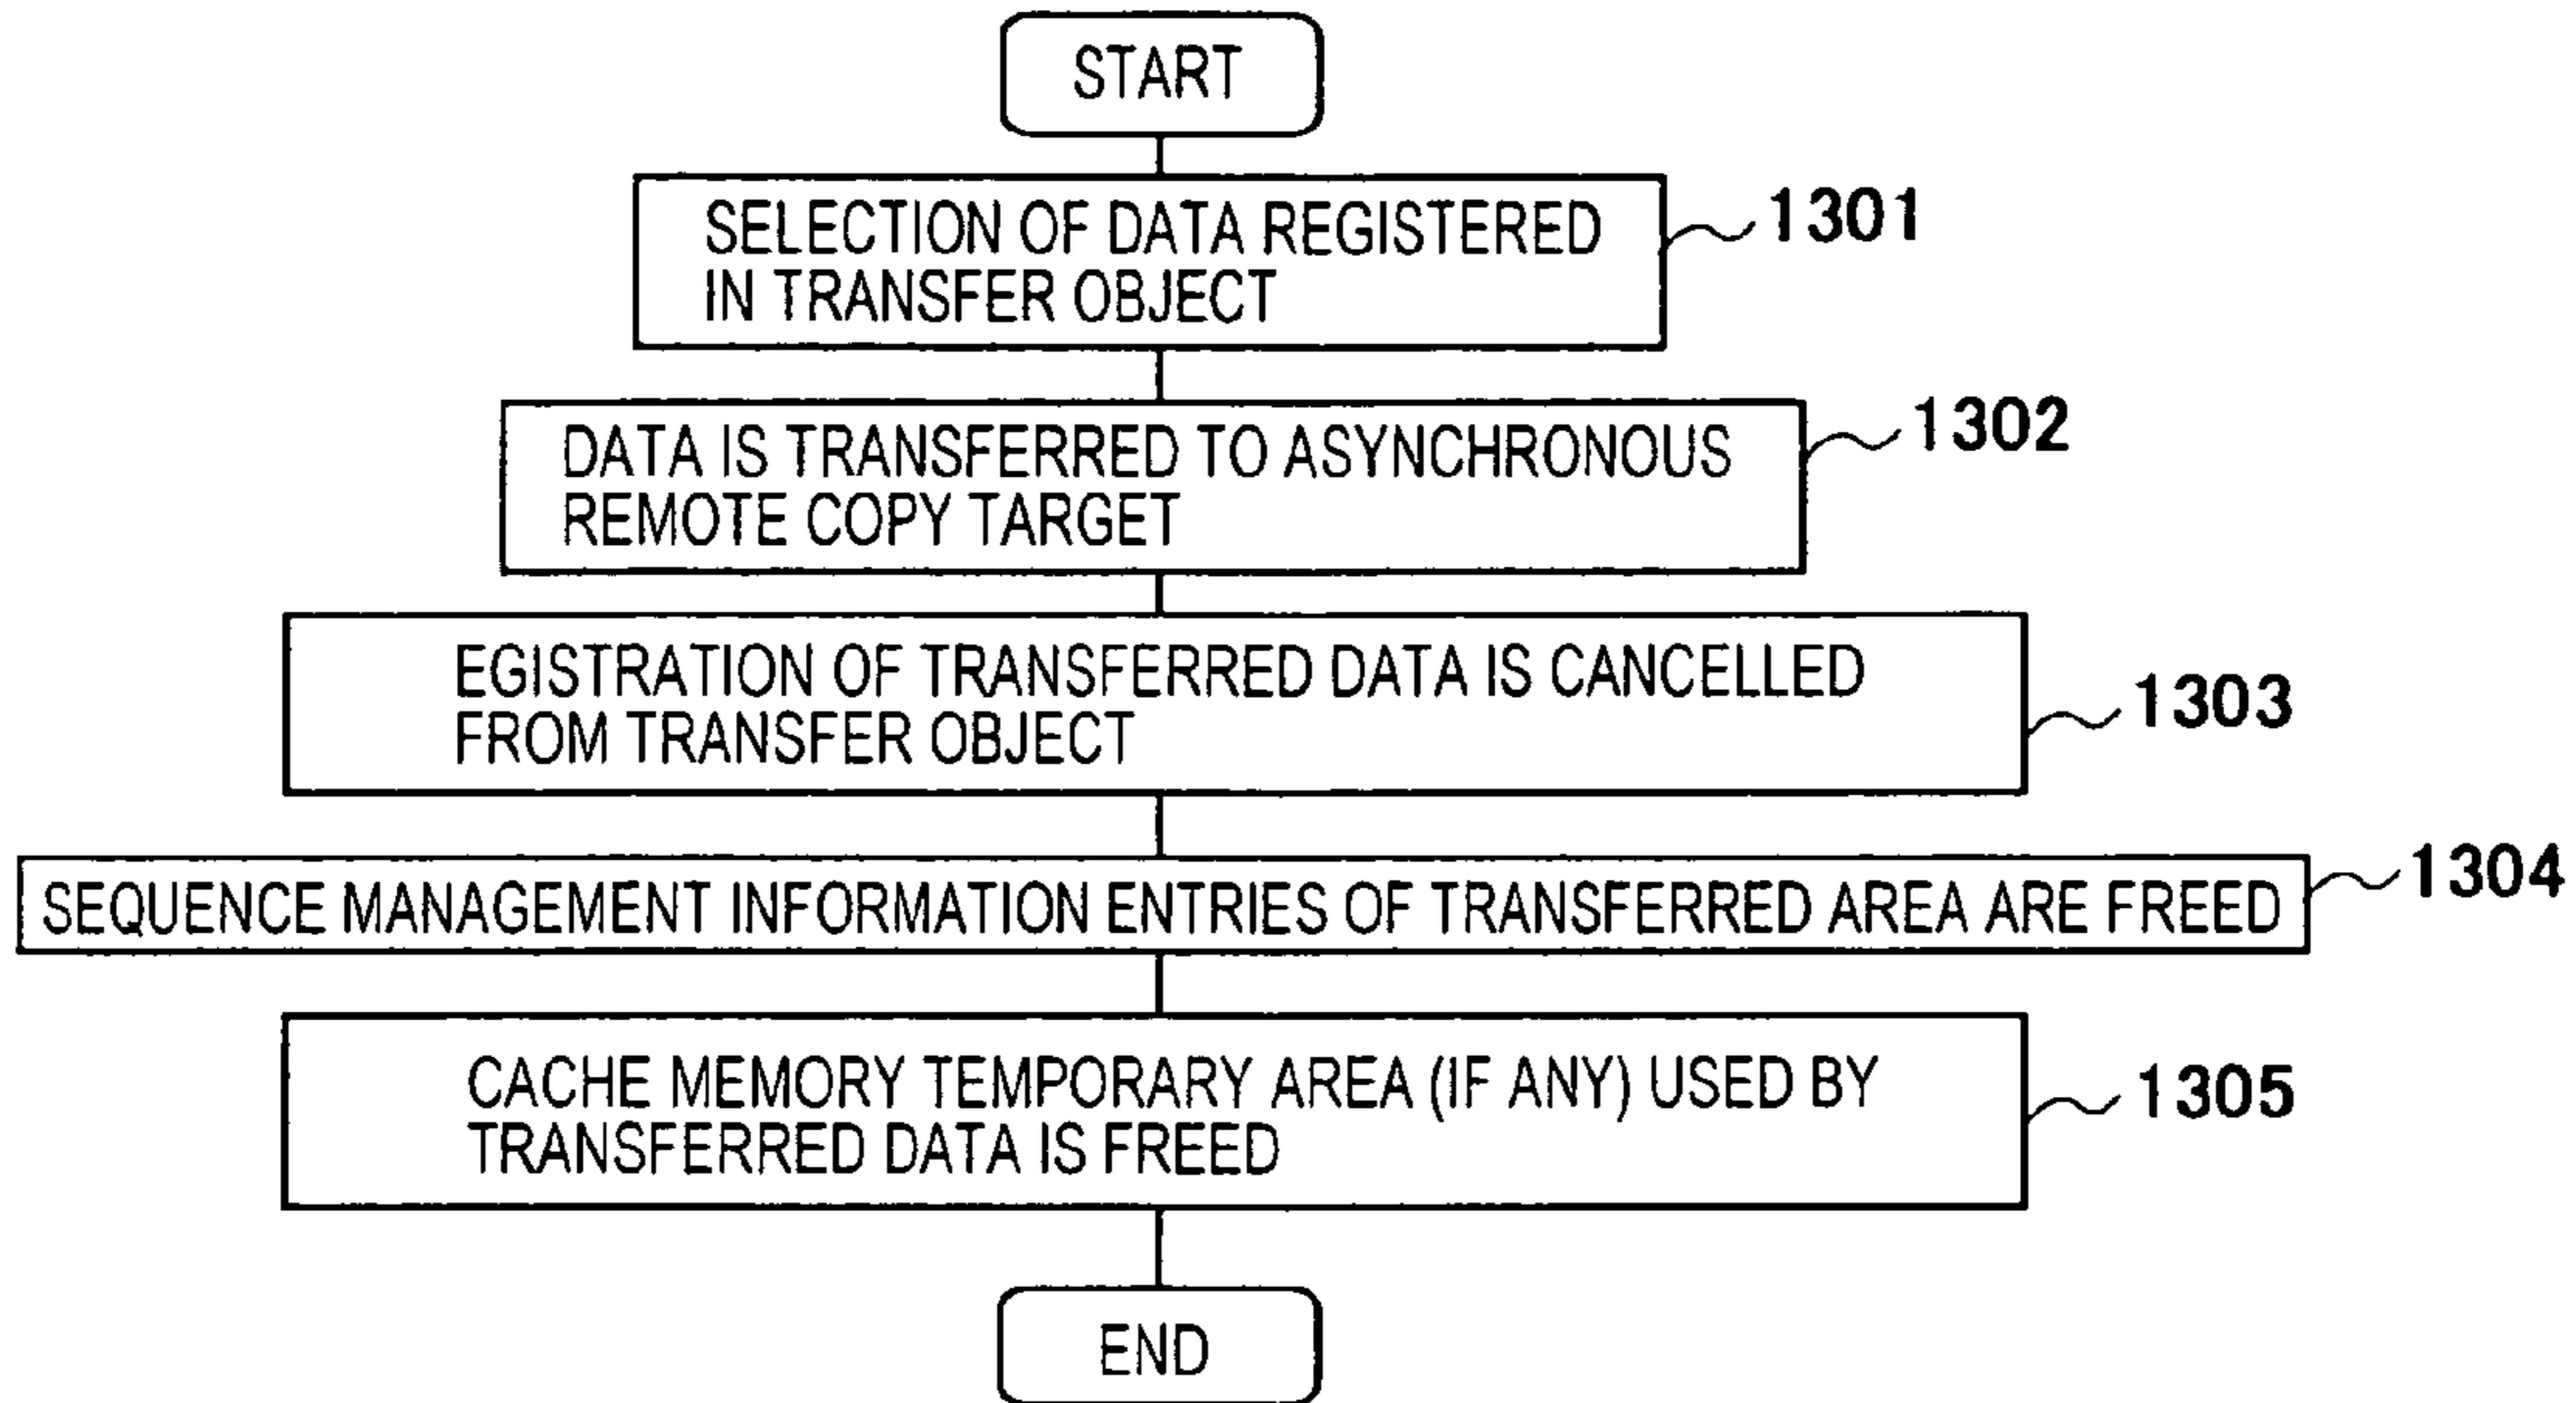 START
SELECTION OF DATA REGISTERED
IN TRANSFER OBJECT
1301
DATA IS TRANSFERRED TO ASYNCHRONOUS
REMOTE COPY TARGET
1302
EGISTRATION OF TRANSFERRED DATA IS CANCELLED
FROM TRANSFER OBJECT
1303
SEQUENCE MANAGEMENT INFORMATION ENTRIES OF TRANSFERRED AREA ARE FREED
1304
CACHE MEMORY TEMPORARY AREA (IF ANY) USED BY
TRANSFERRED DATA IS FREED
1305
END